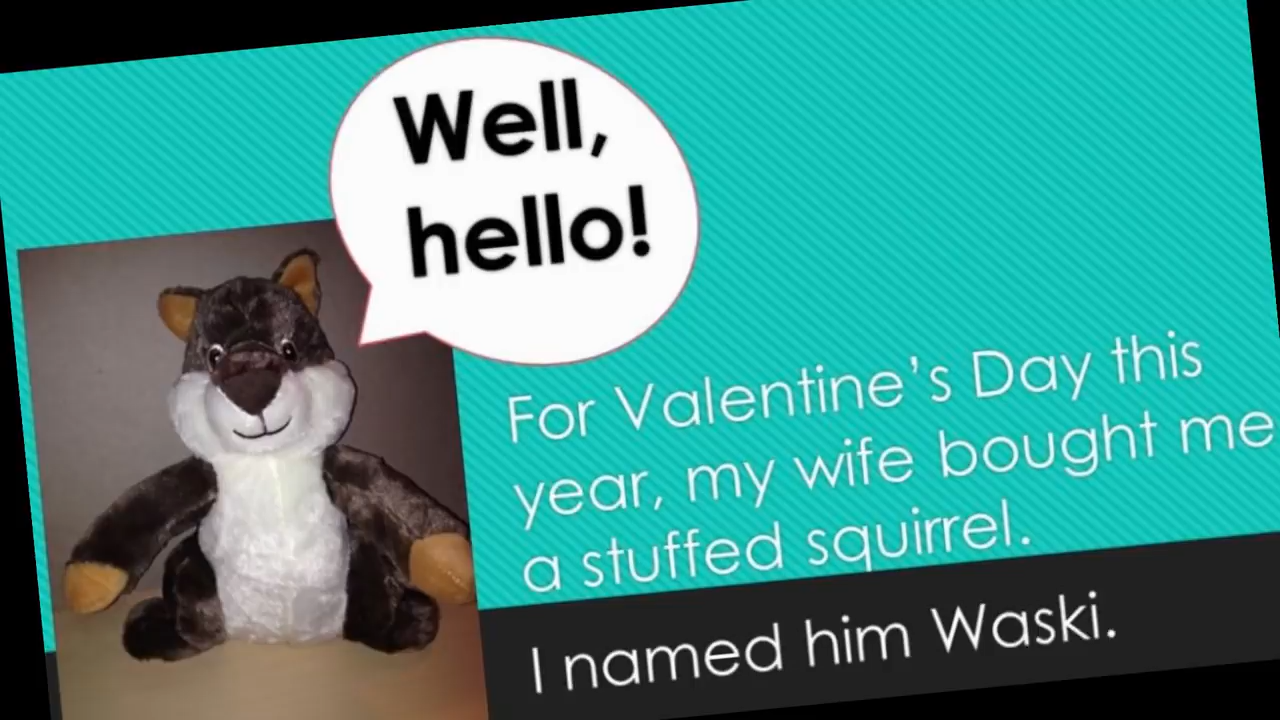 Well,
hello!
For Valentine’s Day this
year, my wife bought me
a stuffed squirrel.
I named him Waski.